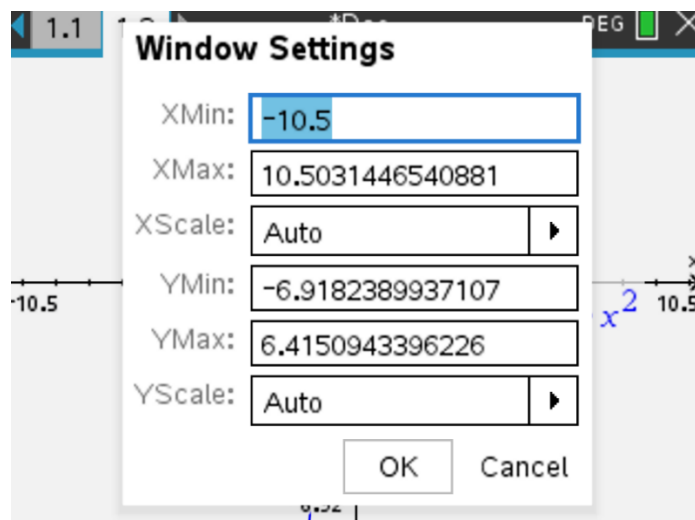 1.1
DEG
Window Settings
XMin: -10.5
XMax: 10.5031446540881
XScale: Auto
YMin: -6.9182389937107
-10.5
x² 10.5
YMax: 6.4150943396226
YScale: Auto
OK Cancel